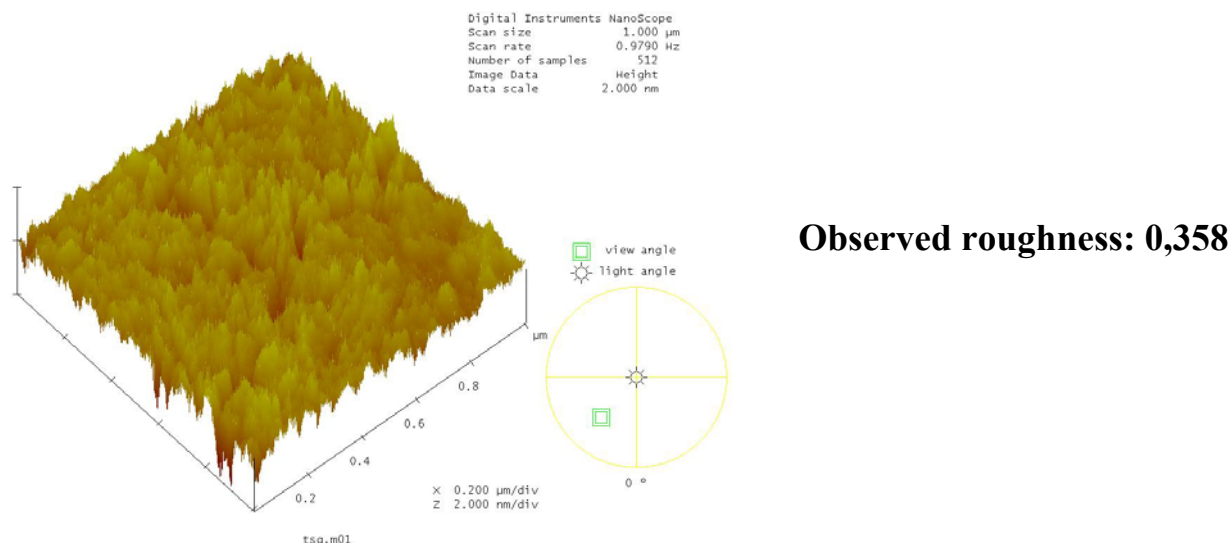 Digital Instruments NanoScope
Scan size 1.000 µm
Scan rate 0.9790 Hz
Number of samples 512
Image Data Height
Data scale 2.000 nm
view angle
light angle
Observed roughness: 0,358
µm
0.8
0.6
0.4
0.2
X 0.200 µm/div
Z 2.000 nm/div
0 º
tsg.m01